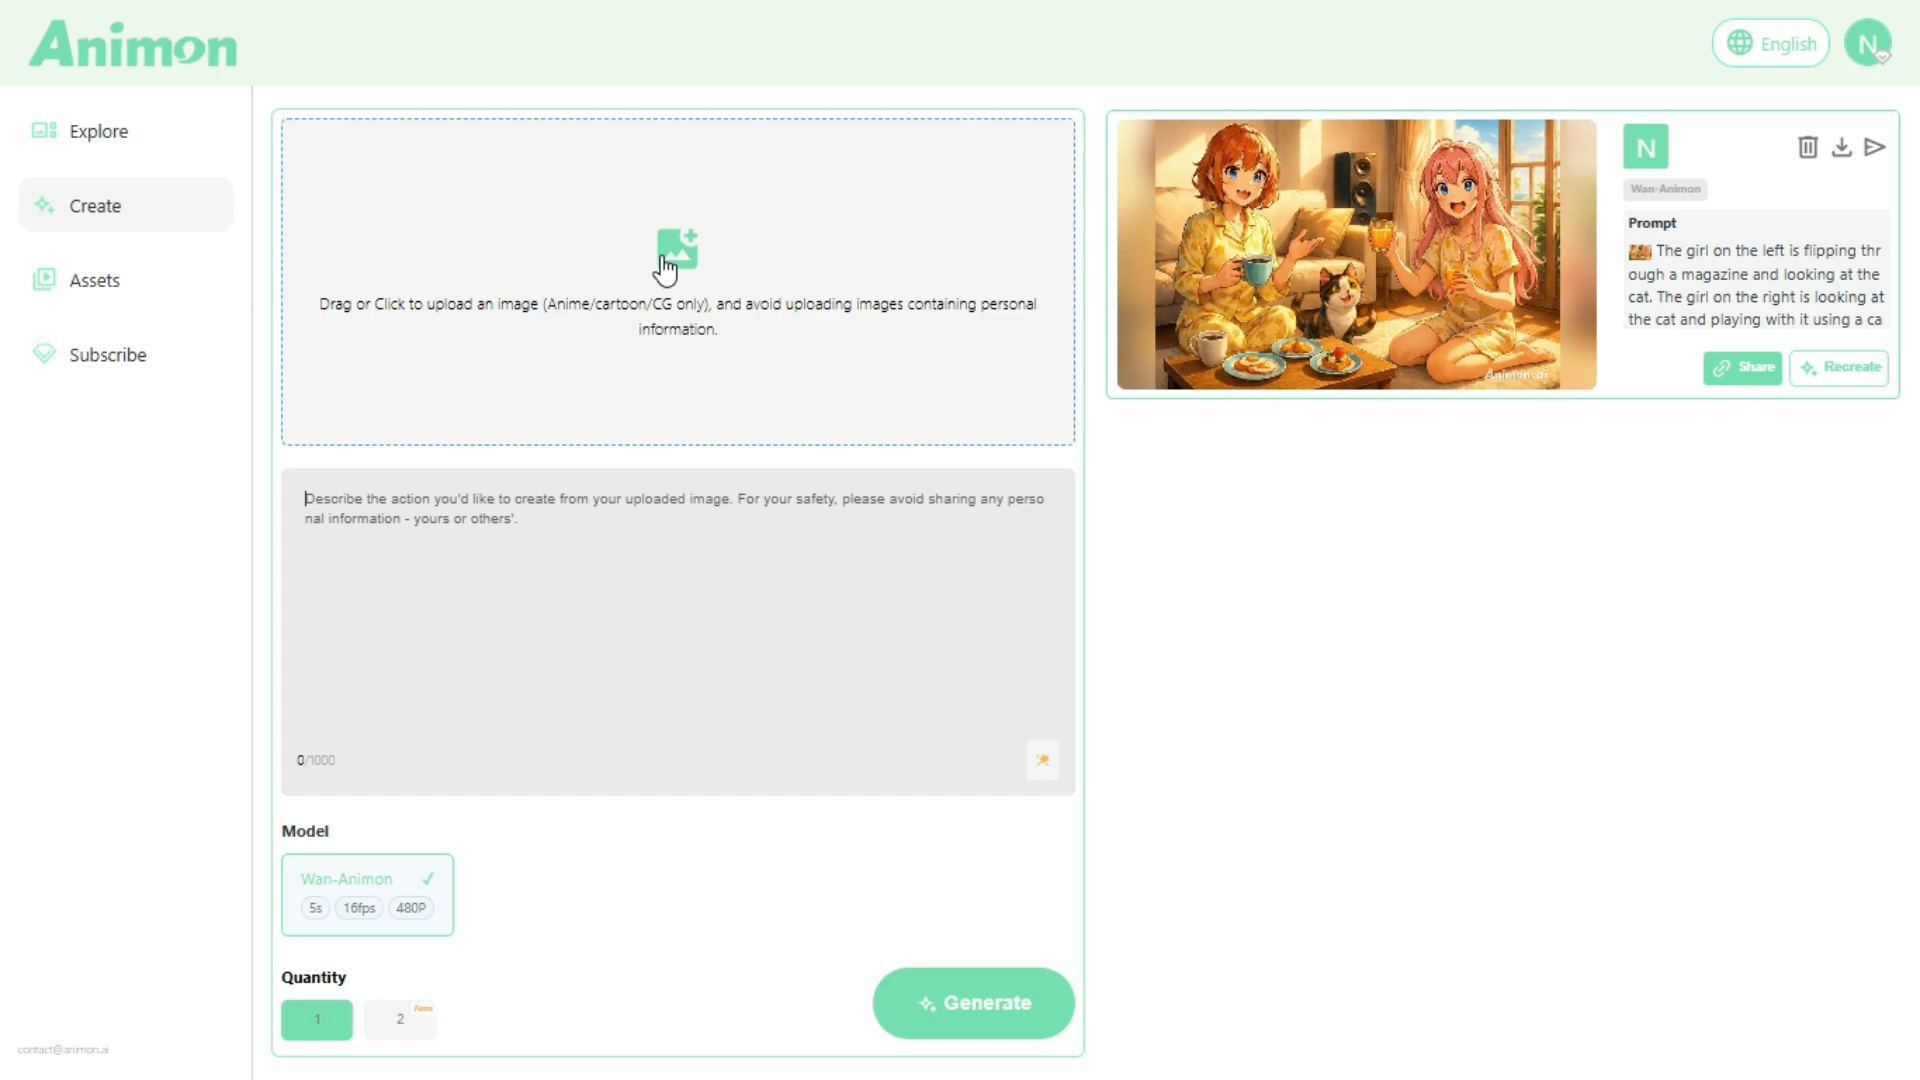 Animon
English
N
Explore
Create
Assets
Subscribe
contact@animon.ai
Drag or Click to upload an image (Anime/cartoon/CG only), and avoid uploading images containing personal
information.
Describe the action you'd like to create from your uploaded image. For your safety, please avoid sharing any perso
nal information - yours or others'.
0/1000
Model
Wan-Animon
5s 16fps 480P
Quantity
1
2
Fans
Generate
Animon.ai
N
Wan-Animon
Prompt
The girl on the left is flipping thr
ough a magazine and looking at the
cat. The girl on the right is looking at
the cat and playing with it using a ca
Share
Recreate